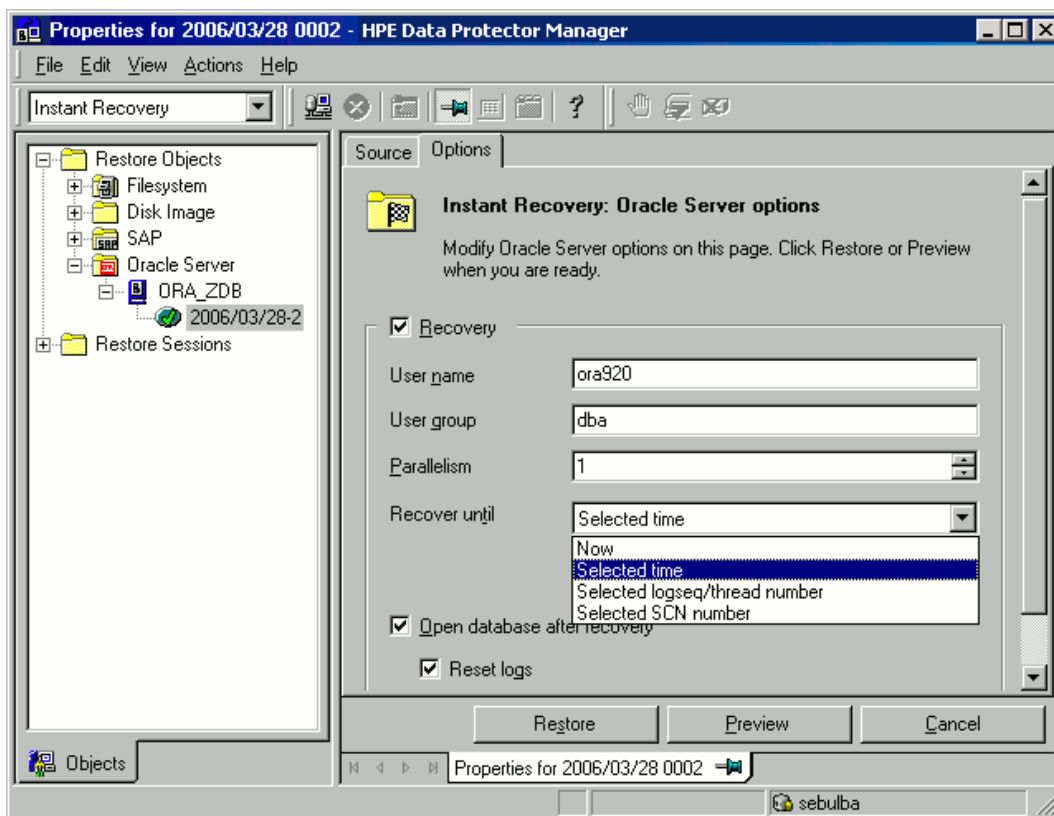 Properties for 2006/03/28 0002 - HPE Data Protector Manager
File Edit View Actions Help
Instant Recovery
Restore Objects
Filesystem
Disk Image
SAP
Oracle Server
ORA_ZDB
2006/03/28-2
Restore Sessions
Objects
Source Options
Instant Recovery: Oracle Server options
Modify Oracle Server options on this page. Click Restore or Preview
when you are ready.
Recovery
User name ora920
User group dba
Parallelism 1
Recover until Selected time
Now
Selected time
Selected logseq/thread number
Selected SCN number
Open database after recovery
Reset logs
Restore Preview Cancel
Properties for 2006/03/28 0002
sebulba